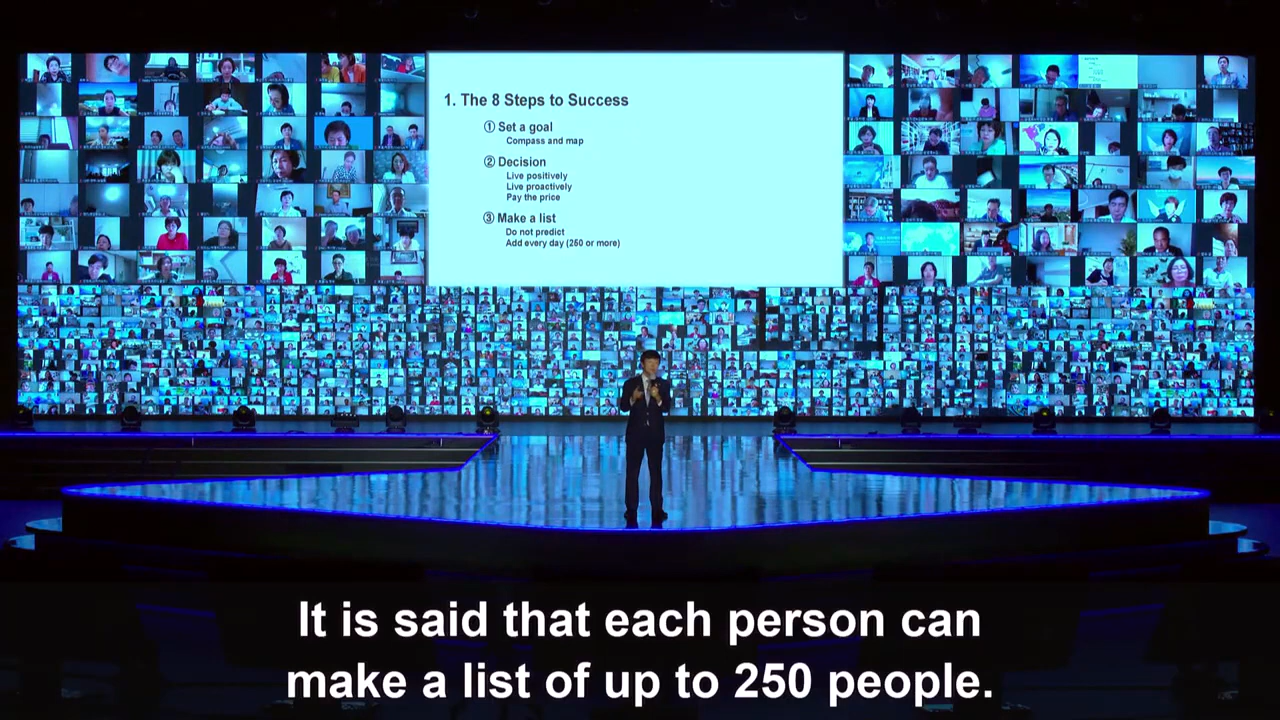 1. The 8 Steps to Success
① Set a goal
Compass and map
② Decision
Live positively
Live proactively
Pay the price
③ Make a list
Do not predict
Add every day (250 or more)
It is said that each person can
make a list of up to 250 people.